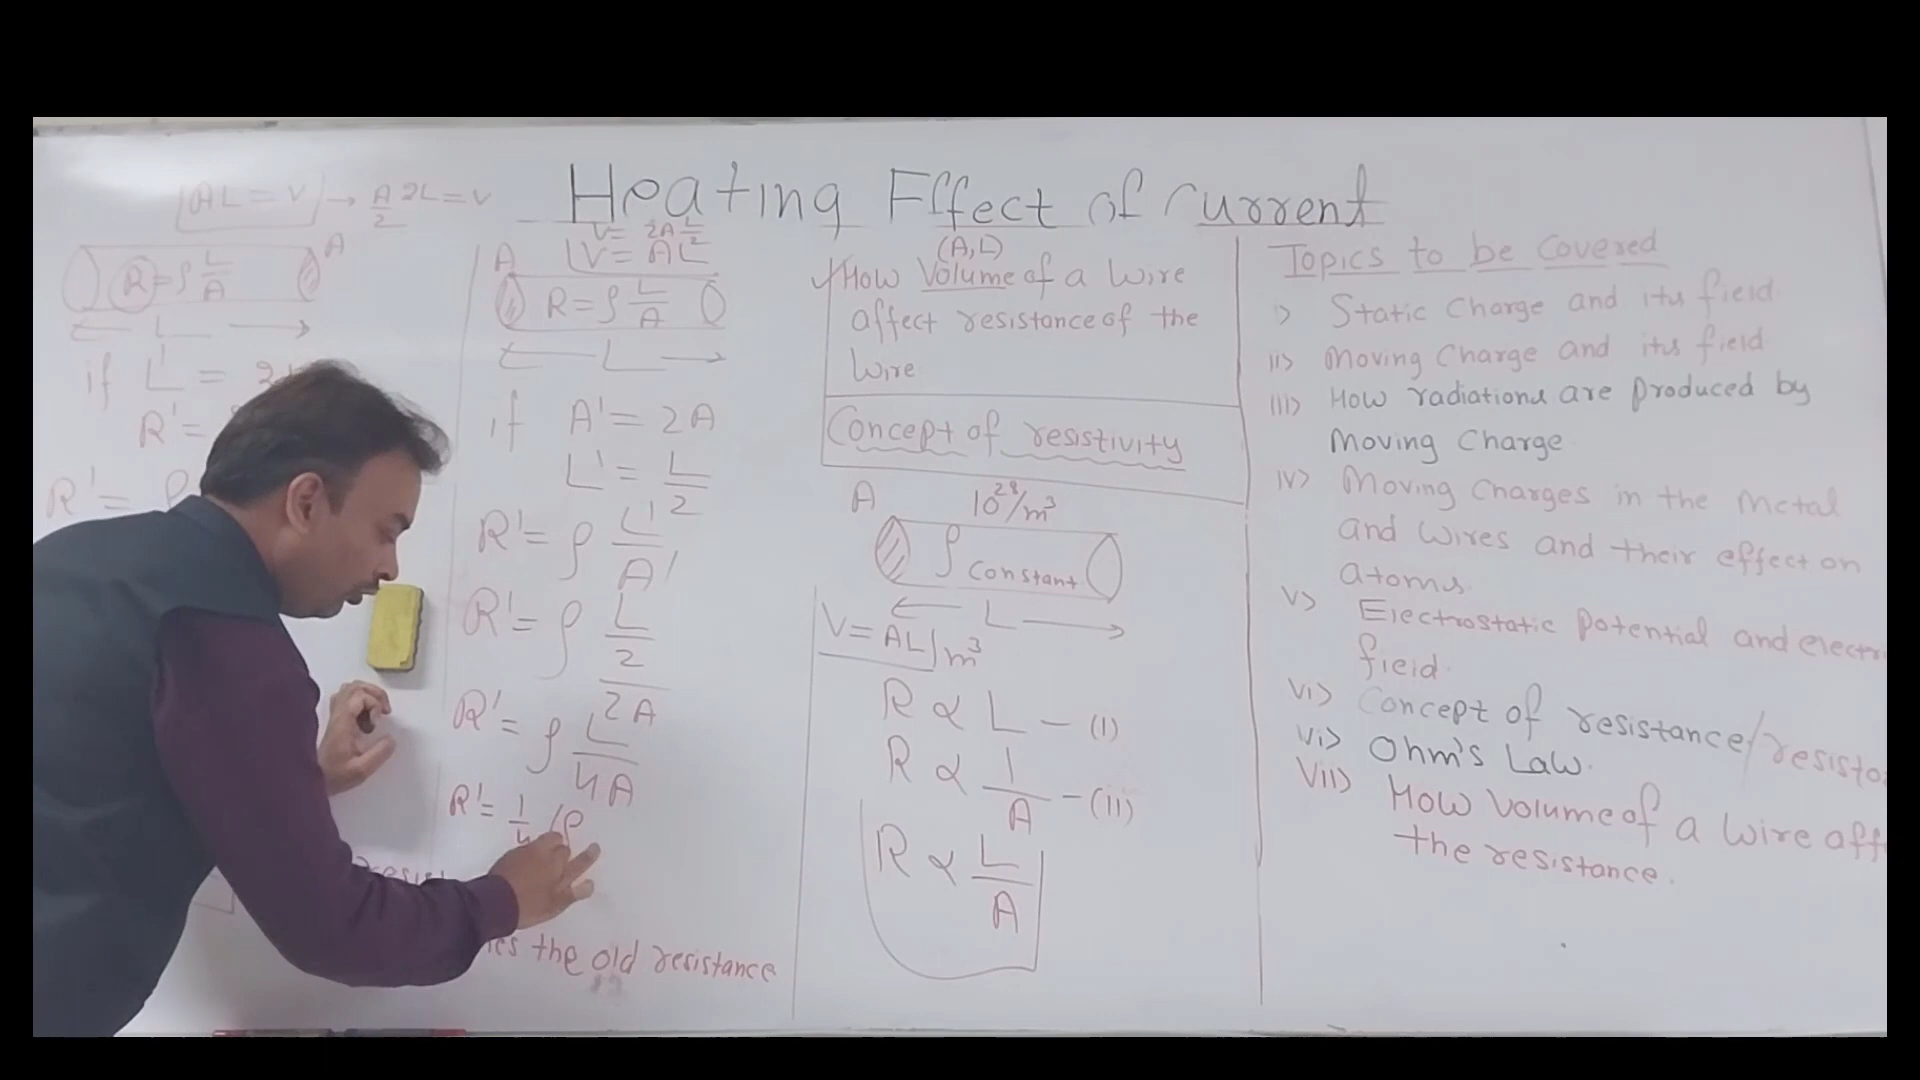 Heating Effect of Current
AL = V → A/2 2L = V
A
R = ρ L/A
L
if L' = 2
R' =
R' = ρ
V = 2A L/2
V = AL
A
R = ρ L/A
L
if A' = 2A
L' = L/2
R' = ρ L'/A'
R' = ρ L/2 / 2A
R' = ρ L/4A
R' = 1/4 (ρ
the old resistance
(A, L)
How Volume of a Wire
affect resistance of the
Wire
Concept of resistivity
A 10²⁸/m³
ρ Constant
L
V = AL/m³
R ∝ L — (I)
R ∝ 1/A — (II)
R ∝ L/A
Topics to be Covered
i> Static Charge and its field
ii> Moving Charge and its field
iii> How radiations are produced by
Moving Charge
iv> Moving Charges in the Metal
and Wires and their effect on
atoms
v> Electrostatic Potential and electr
field.
vi> Concept of resistance/resisto
vi> Ohm's Law.
vii> How Volume of a Wire aff
the resistance.